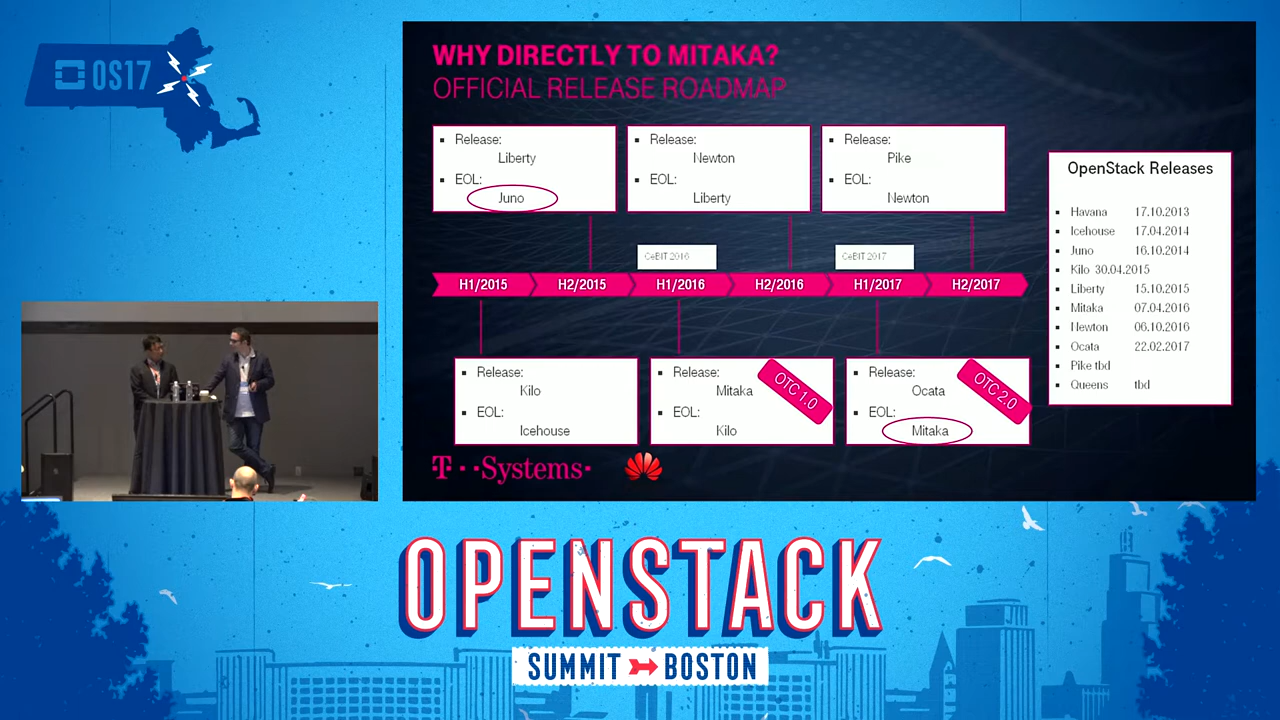 OS17
WHY DIRECTLY TO MITAKA?
OFFICIAL RELEASE ROADMAP
Release:
Liberty
EOL:
Juno
Release:
Newton
EOL:
Liberty
Release:
Pike
EOL:
Newton
CeBIT 2016
CeBIT 2017
H1/2015
H2/2015
H1/2016
H2/2016
H1/2017
H2/2017
Release:
Kilo
EOL:
Icehouse
Release:
Mitaka
EOL:
Kilo
OTC 1.0
Release:
Ocata
EOL:
Mitaka
OTC 2.0
OpenStack Releases
Havana 17.10.2013
Icehouse 17.04.2014
Juno 16.10.2014
Kilo 30.04.2015
Liberty 15.10.2015
Mitaka 07.04.2016
Newton 06.10.2016
Ocata 22.02.2017
Pike tbd
Queens tbd
T··Systems·
OPENSTACK
SUMMIT BOSTON